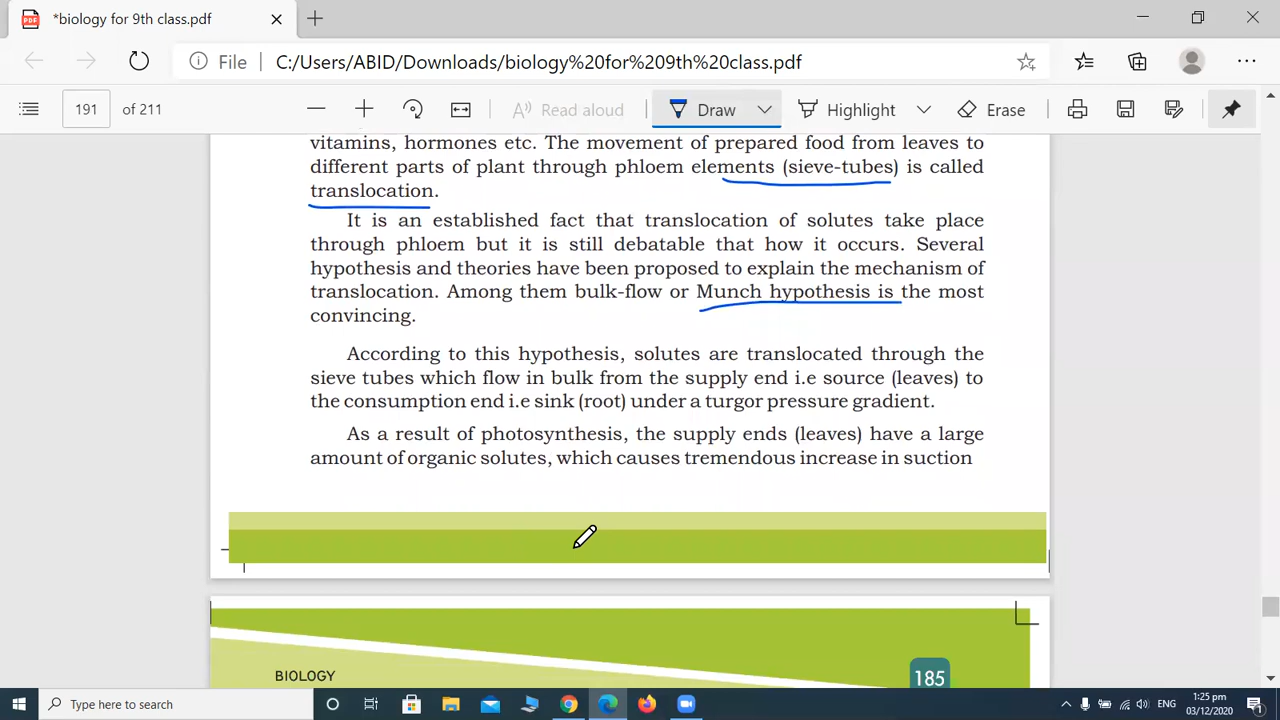 *biology for 9th class.pdf
File C:/Users/ABID/Downloads/biology%20for%209th%20class.pdf
191 of 211 Read aloud Draw Highlight Erase
vitamins, hormones etc. The movement of prepared food from leaves to
different parts of plant through phloem elements (sieve-tubes) is called
translocation.
It is an established fact that translocation of solutes take place
through phloem but it is still debatable that how it occurs. Several
hypothesis and theories have been proposed to explain the mechanism of
translocation. Among them bulk-flow or Munch hypothesis is the most
convincing.
According to this hypothesis, solutes are translocated through the
sieve tubes which flow in bulk from the supply end i.e source (leaves) to
the consumption end i.e sink (root) under a turgor pressure gradient.
As a result of photosynthesis, the supply ends (leaves) have a large
amount of organic solutes, which causes tremendous increase in suction
BIOLOGY 185
Type here to search
ENG
1:25 pm
03/12/2020
1